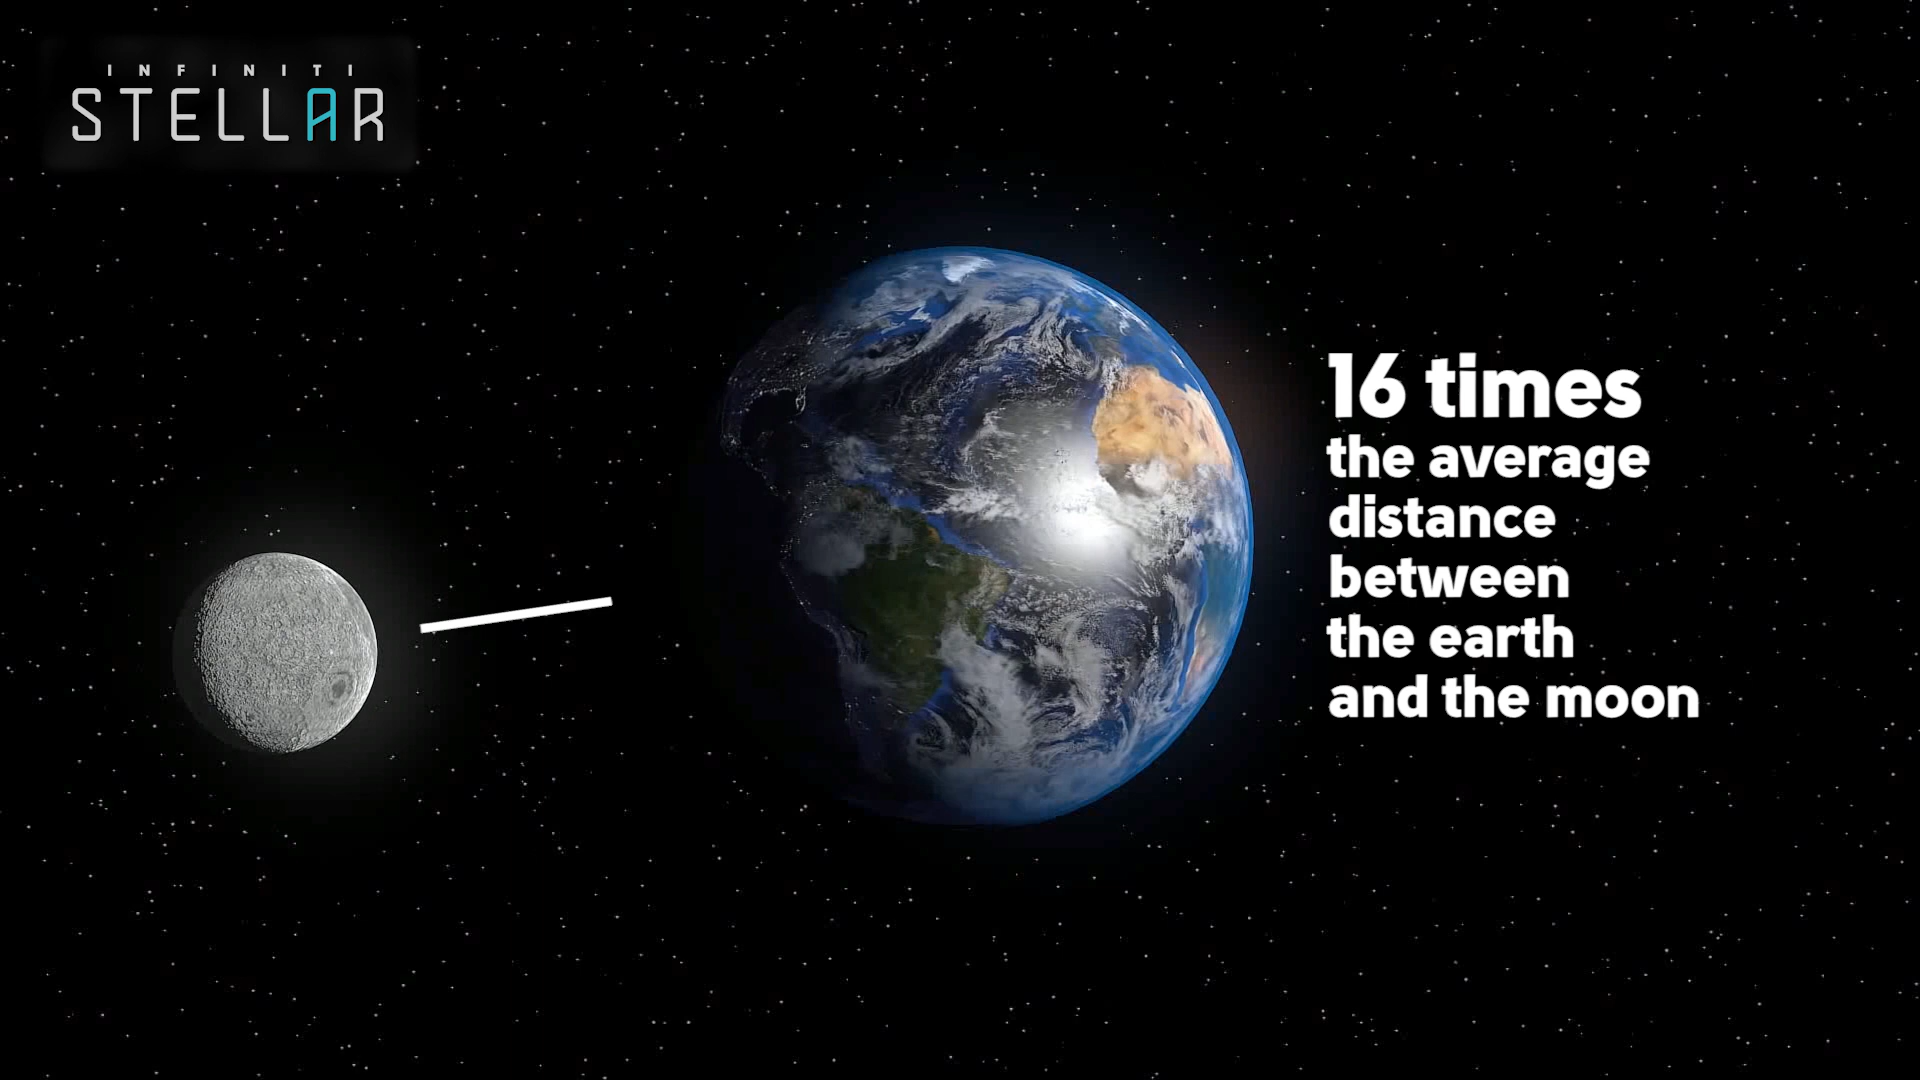 INFINITI
STELLAR
16 times
the average
distance
between
the earth
and the moon